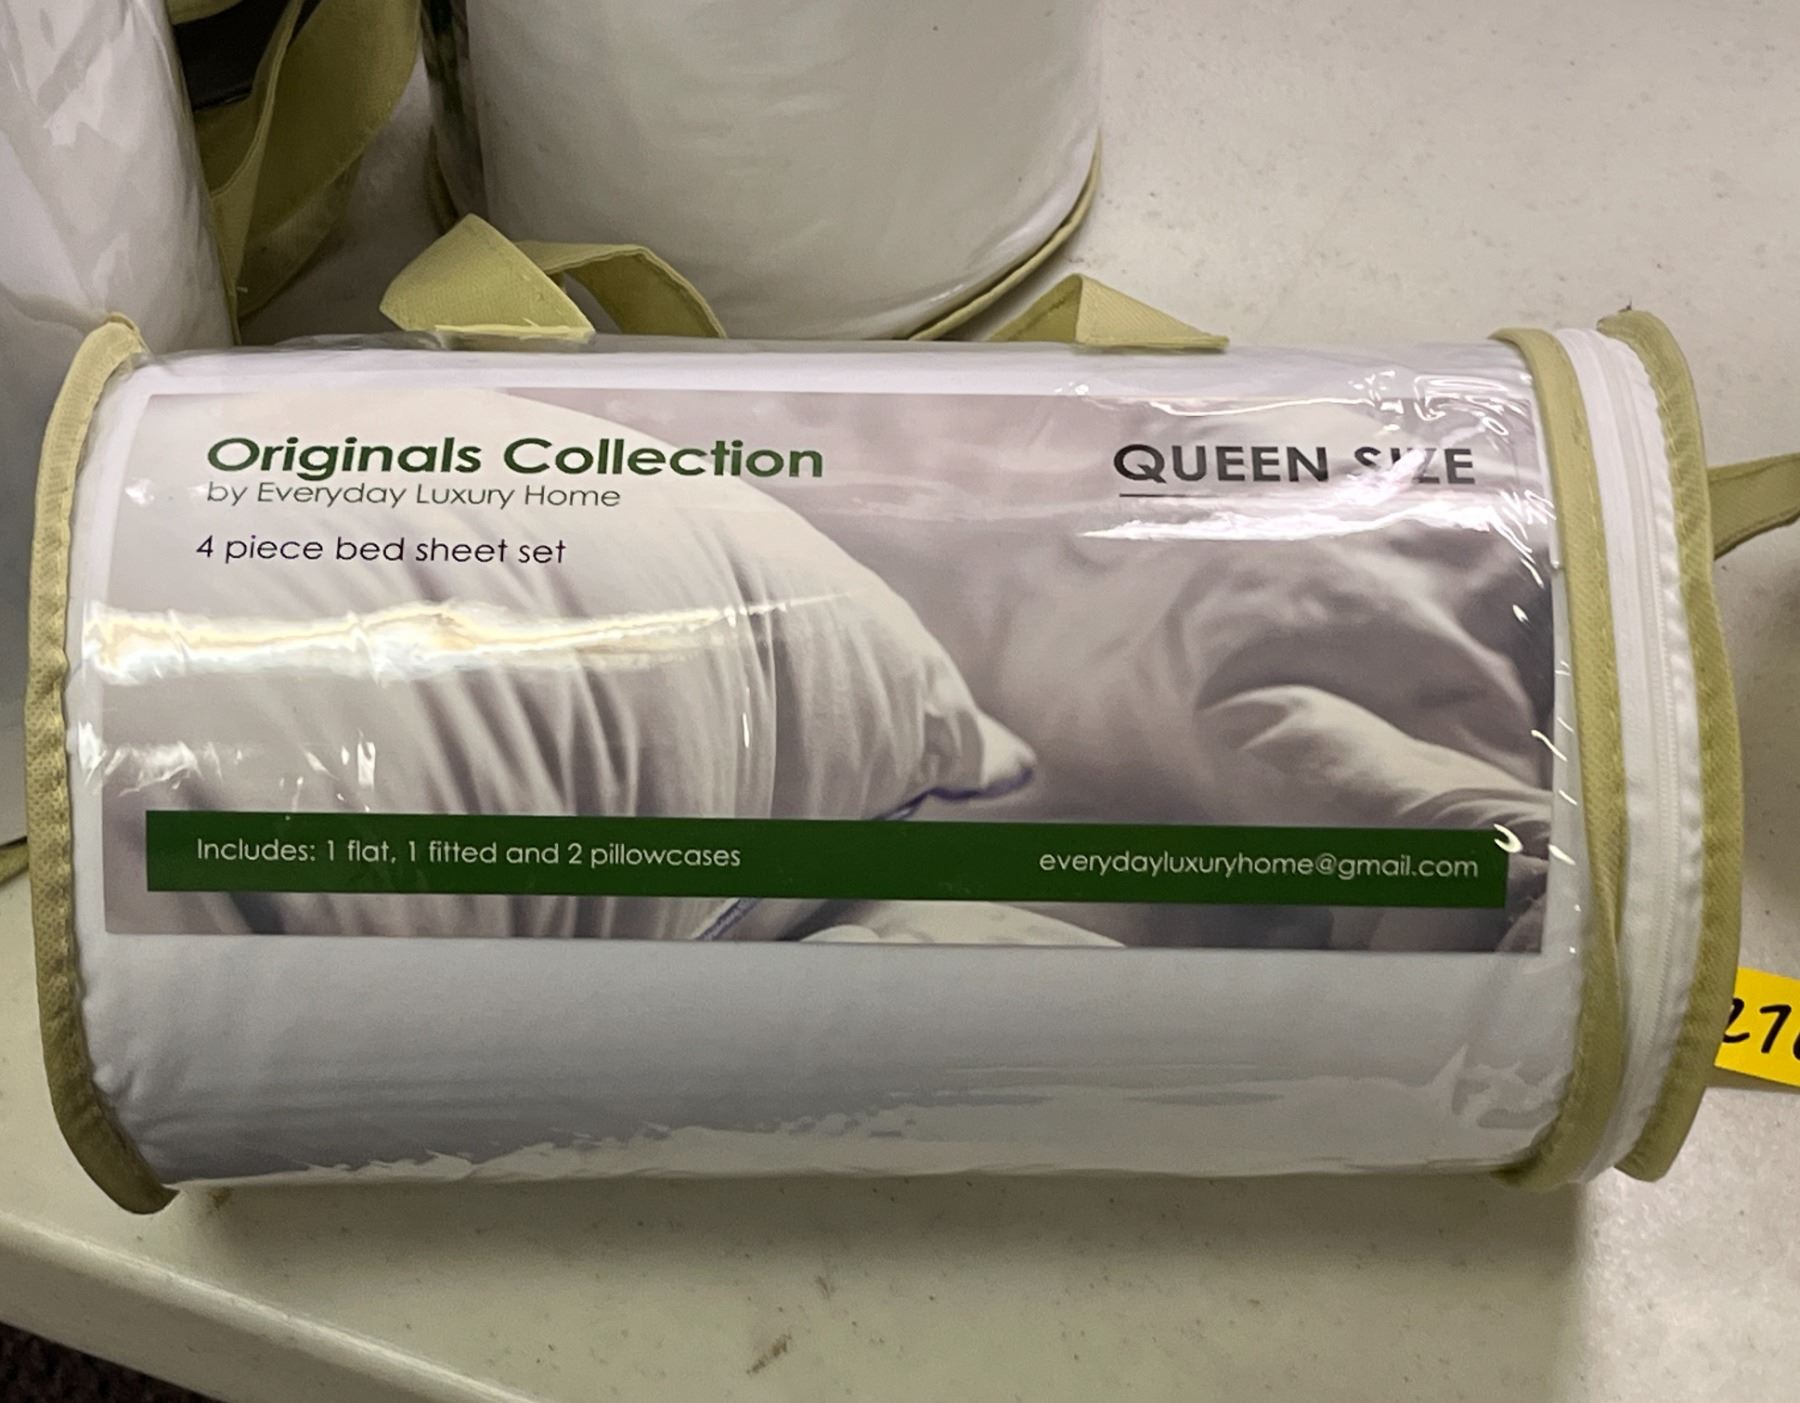 Originals Collection
by Everyday Luxury Home
4 piece bed sheet set
QUEEN SIZE
Includes: 1 flat, 1 fitted and 2 pillowcases
everydayluxuryhome@gmail.com